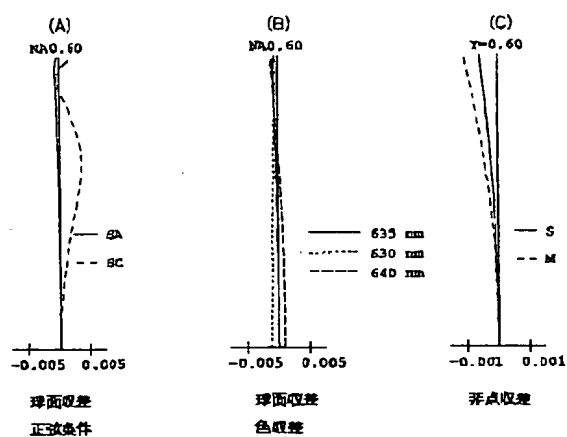 (A)
(B)
(C)
NA0.60
NA0.60
Y=0.60
SA
SC
635 nm
630 nm
640 nm
S
M
-0.005 0.005
-0.005 0.005
-0.001 0.001
球面収差
正弦条件
球面収差
色収差
非点収差